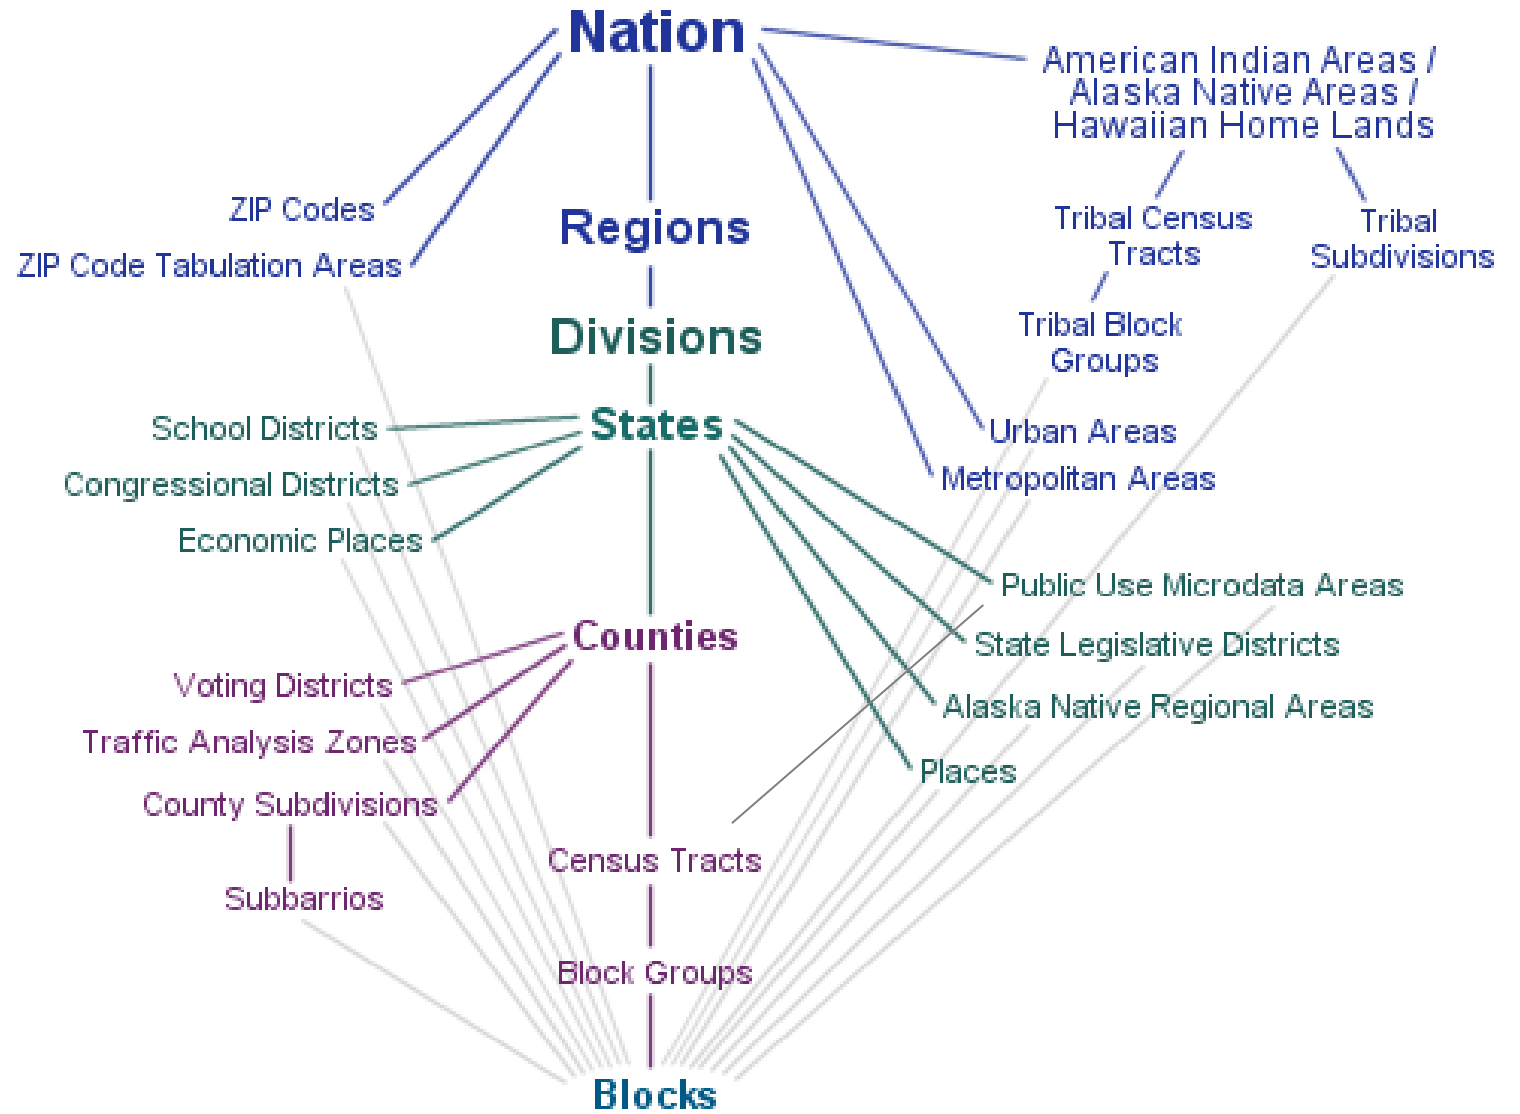 Nation
American Indian Areas /
Alaska Native Areas /
Hawaiian Home Lands
ZIP Codes
Regions
Tribal Census
Tracts
Tribal
Subdivisions
ZIP Code Tabulation Areas
Divisions
Tribal Block
Groups
School Districts
States
Urban Areas
Congressional Districts
Metropolitan Areas
Economic Places
Public Use Microdata Areas
Counties
State Legislative Districts
Voting Districts
Alaska Native Regional Areas
Traffic Analysis Zones
Places
County Subdivisions
Census Tracts
Subbarrios
Block Groups
Blocks